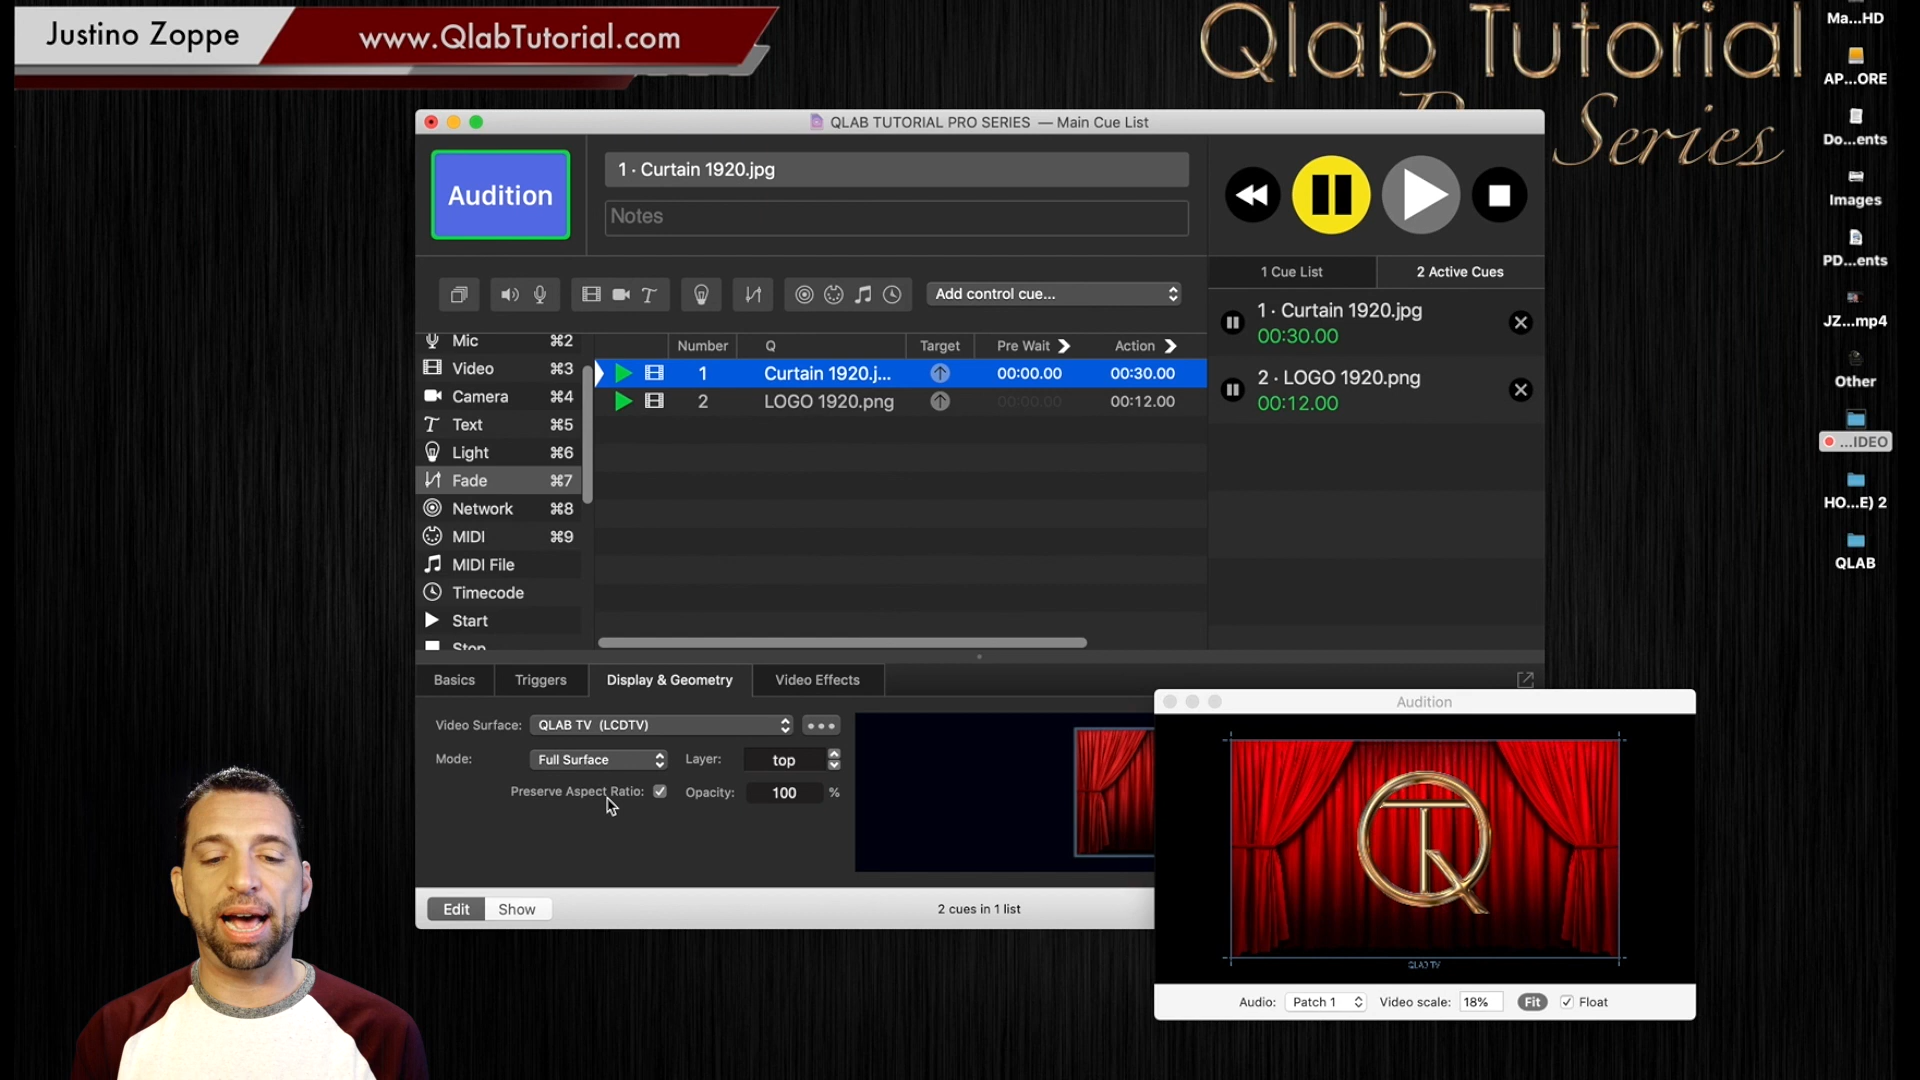 Justino Zoppe
www.QlabTutorial.com
Qlab Tutorial
Pro Series
Ma...HD
AP...ORE
Do...ents
Images
PD...ents
JZ...mp4
Other
...IDEO
HO...E) 2
QLAB
QLAB TUTORIAL PRO SERIES — Main Cue List
Audition
1 · Curtain 1920.jpg
Notes
Add control cue...
1 Cue List
2 Active Cues
1 · Curtain 1920.jpg
00:30.00
2 · LOGO 1920.png
00:12.00
Mic ⌘2
Video ⌘3
Camera ⌘4
Text ⌘5
Light ⌘6
Fade ⌘7
Network ⌘8
MIDI ⌘9
MIDI File
Timecode
Start
Stop
Number Q Target Pre Wait Action
1 Curtain 1920.j... 00:00.00 00:30.00
2 LOGO 1920.png 00:00.00 00:12.00
Basics Triggers Display & Geometry Video Effects
Video Surface: QLAB TV (LCDTV)
Mode: Full Surface Layer: top
Preserve Aspect Ratio: Opacity: 100 %
Edit Show
2 cues in 1 list
Audition
QLAB TV
Audio: Patch 1 Video scale: 18% Fit Float